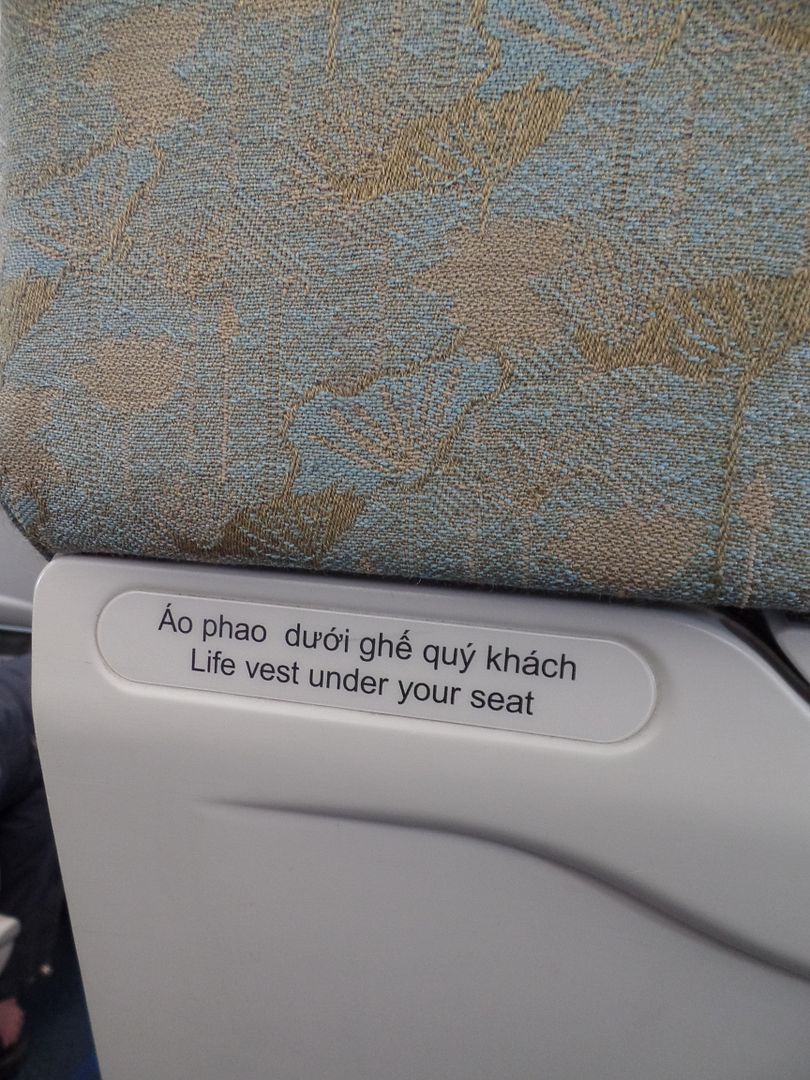 Áo phao dưới ghế quý khách
Life vest under your seat